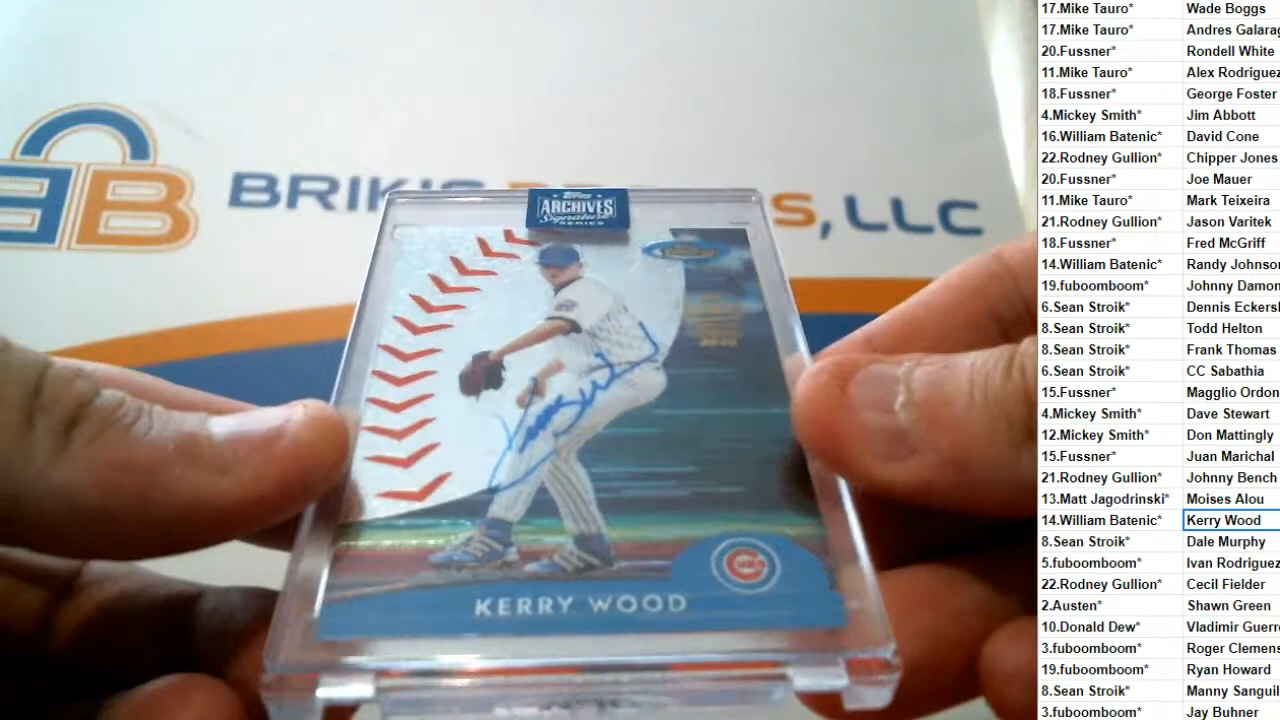 BRIKIS
S, LLC
B
Topps
ARCHIVES
Signature
SERIES
KERRY WOOD
CUBS
17.Mike Tauro* Wade Boggs
17.Mike Tauro* Andres Galarag
20.Fussner* Rondell White
11.Mike Tauro* Alex Rodriguez
18.Fussner* George Foster
4.Mickey Smith* Jim Abbott
16.William Batenic* David Cone
22.Rodney Gullion* Chipper Jones
20.Fussner* Joe Mauer
11.Mike Tauro* Mark Teixeira
21.Rodney Gullion* Jason Varitek
18.Fussner* Fred McGriff
14.William Batenic* Randy Johnson
19.fuboomboom* Johnny Damon
6.Sean Stroik* Dennis Eckersl
8.Sean Stroik* Todd Helton
8.Sean Stroik* Frank Thomas
6.Sean Stroik* CC Sabathia
15.Fussner* Magglio Ordon
4.Mickey Smith* Dave Stewart
12.Mickey Smith* Don Mattingly
15.Fussner* Juan Marichal
21.Rodney Gullion* Johnny Bench
13.Matt Jagodrinski* Moises Alou
14.William Batenic* Kerry Wood
8.Sean Stroik* Dale Murphy
5.fuboomboom* Ivan Rodriguez
22.Rodney Gullion* Cecil Fielder
2.Austen* Shawn Green
10.Donald Dew* Vladimir Guerre
3.fuboomboom* Roger Clemens
19.fuboomboom* Ryan Howard
8.Sean Stroik* Manny Sanguil
3.fuboomboom* Jay Buhner